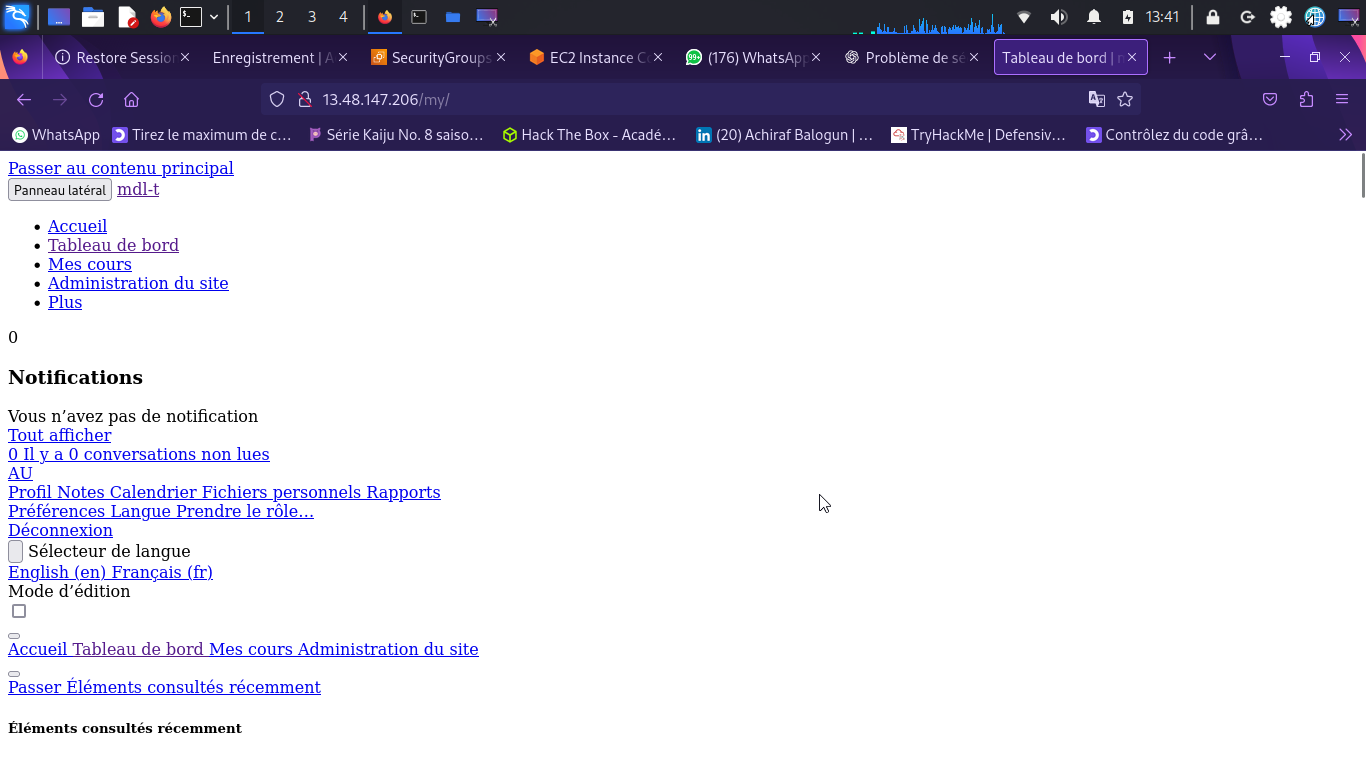 1 2 3 4 13:41
Restore Session Enregistrement | A SecurityGroups EC2 Instance Co (176) WhatsApp Problème de sé Tableau de bord | m
13.48.147.206/my/
WhatsApp Tirez le maximum de c… Série Kaiju No. 8 saiso… Hack The Box - Acadé… (20) Achiraf Balogun | … TryHackMe | Defensiv… Contrôlez du code grâ…
Passer au contenu principal
Panneau latéral mdl-t
Accueil
Tableau de bord
Mes cours
Administration du site
Plus
0
Notifications
Vous n’avez pas de notification
Tout afficher
0 Il y a 0 conversations non lues
AU
Profil Notes Calendrier Fichiers personnels Rapports
Préférences Langue Prendre le rôle…
Déconnexion
Sélecteur de langue
English ‎(en)‎ Français ‎(fr)‎
Mode d’édition
Accueil Tableau de bord Mes cours Administration du site
Passer Éléments consultés récemment
Éléments consultés récemment